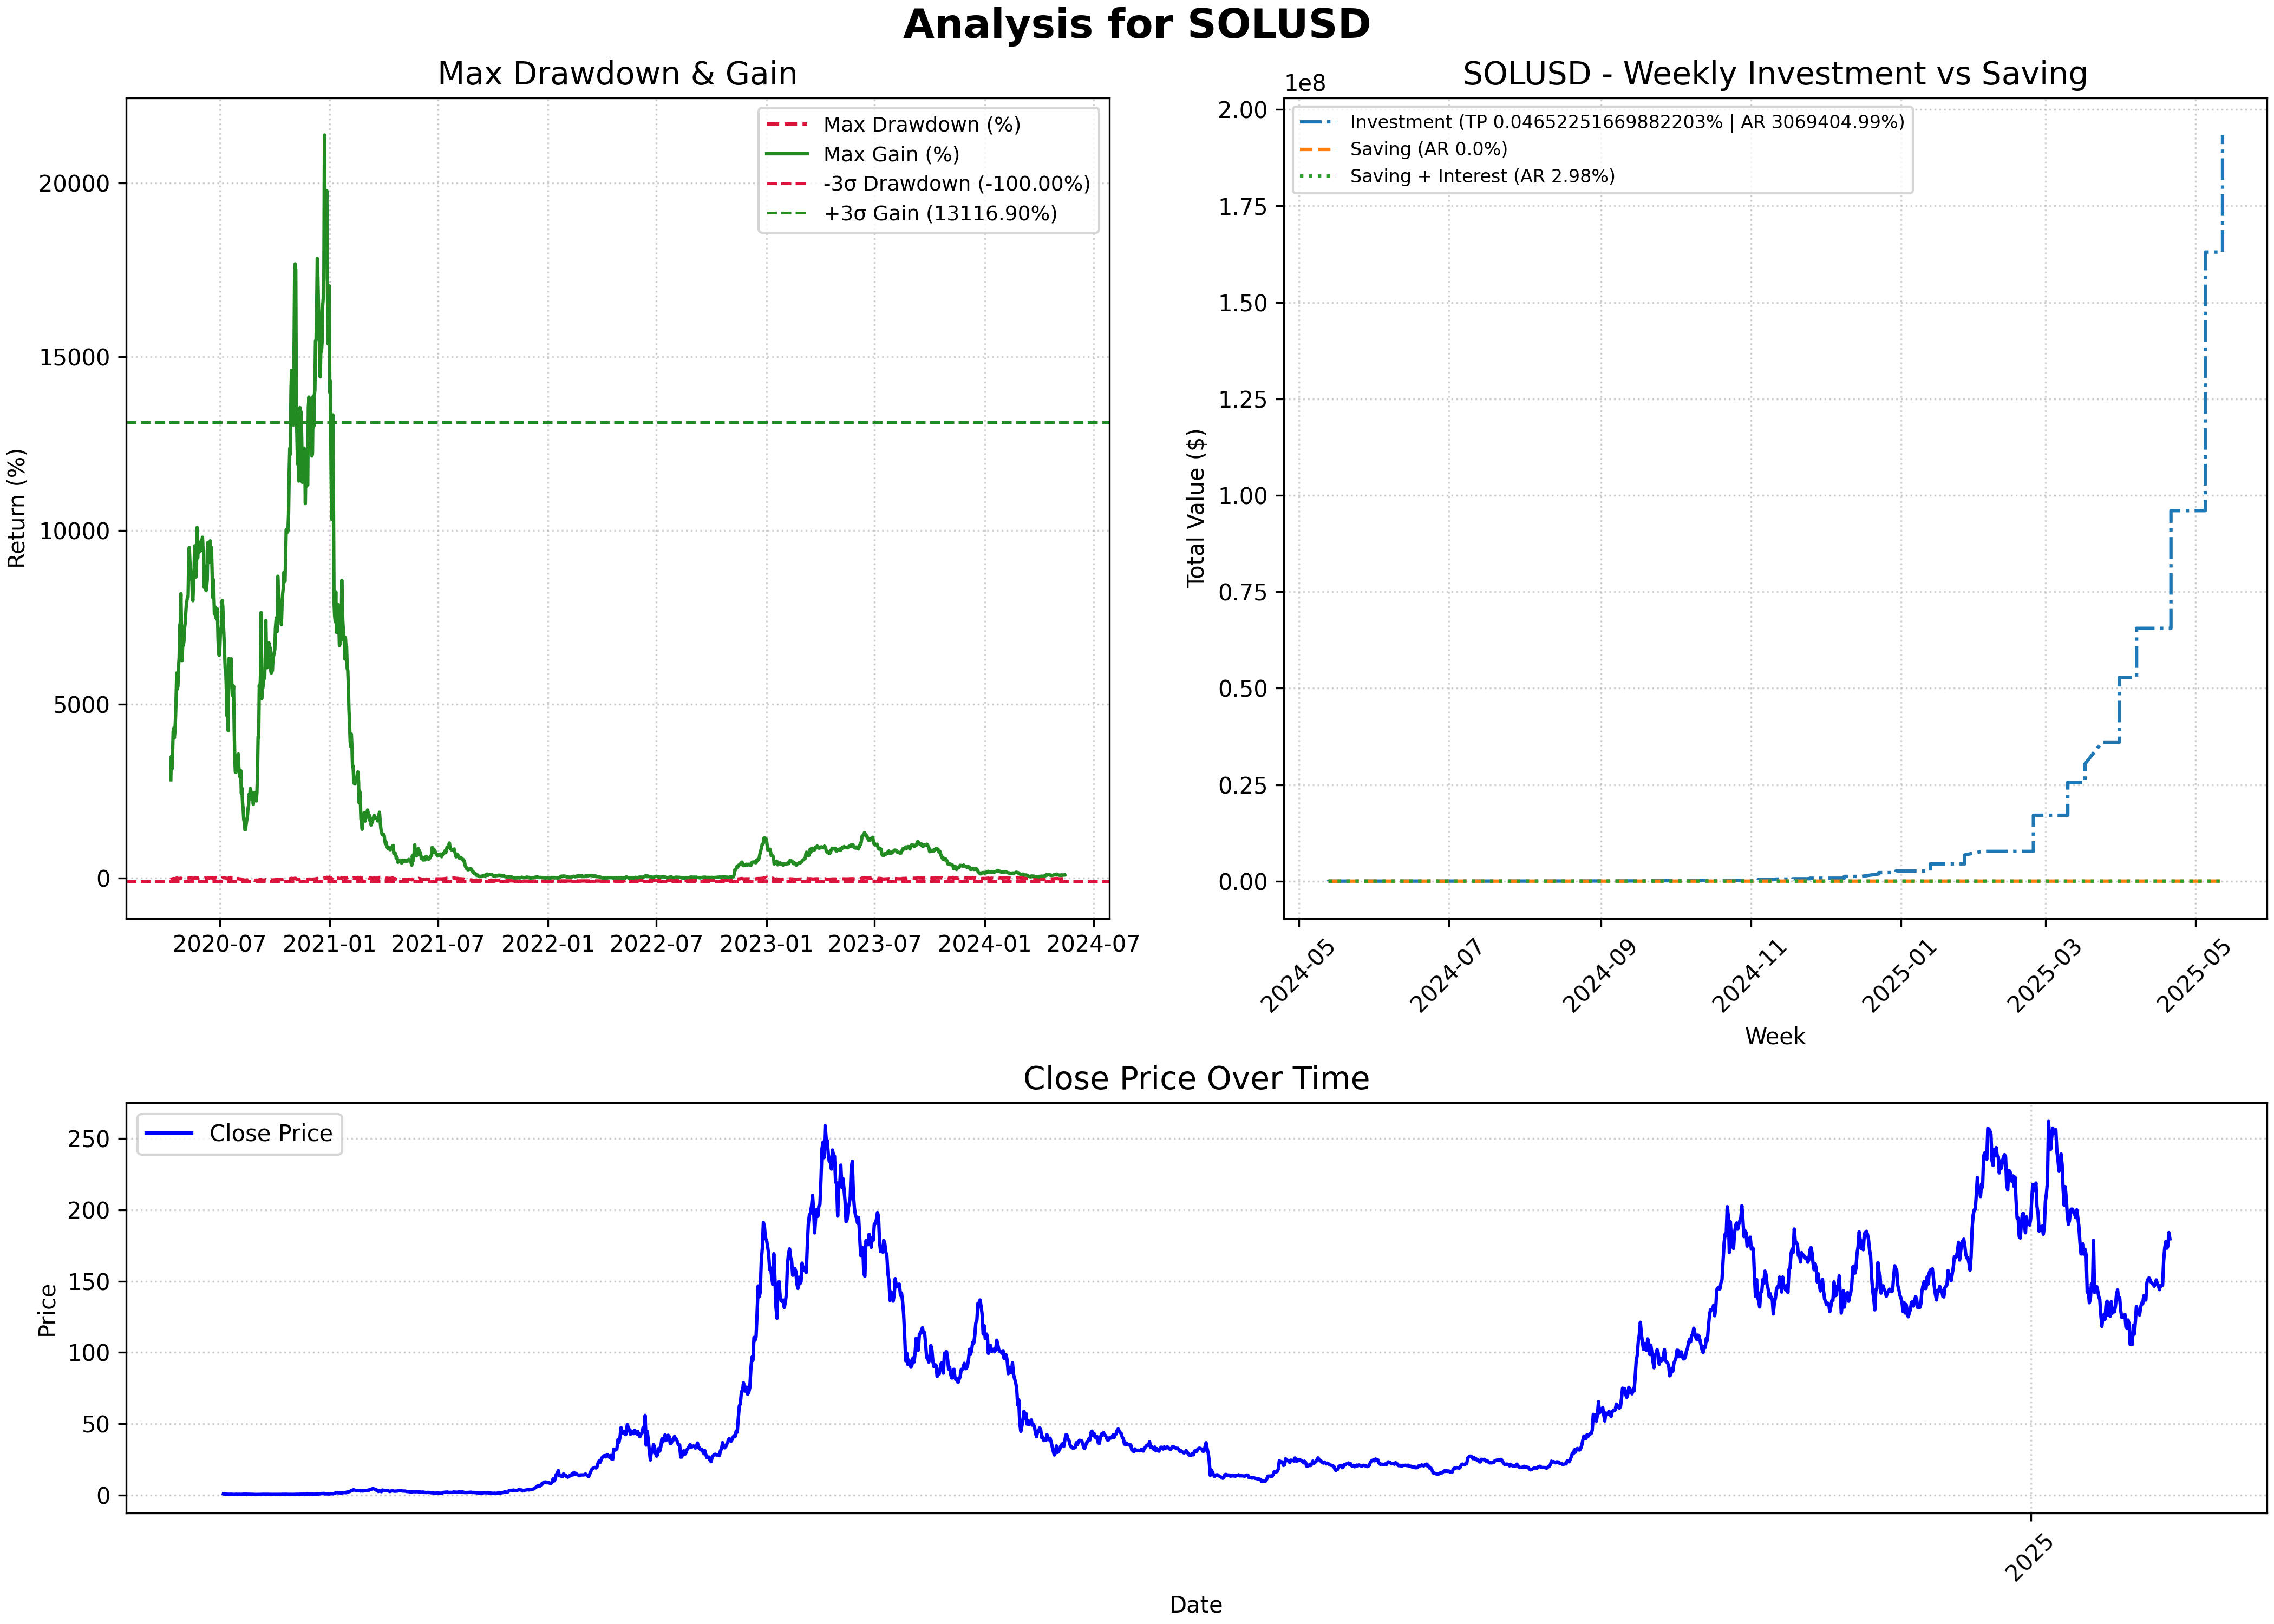 Analysis for SOLUSD
Max Drawdown & Gain
Return (%)
20000
15000
10000
5000
0
Max Drawdown (%)
Max Gain (%)
-3σ Drawdown (-100.00%)
+3σ Gain (13116.90%)
2020-07 2021-01 2021-07 2022-01 2022-07 2023-01 2023-07 2024-01 2024-07
SOLUSD - Weekly Investment vs Saving
1e8
Total Value ($)
2.00
1.75
1.50
1.25
1.00
0.75
0.50
0.25
0.00
Investment (TP 0.04652251669882203% | AR 3069404.99%)
Saving (AR 0.0%)
Saving + Interest (AR 2.98%)
2024-05 2024-07 2024-09 2024-11 2025-01 2025-03 2025-05
Week
Close Price Over Time
Price
250
200
150
100
50
0
Close Price
2025
Date